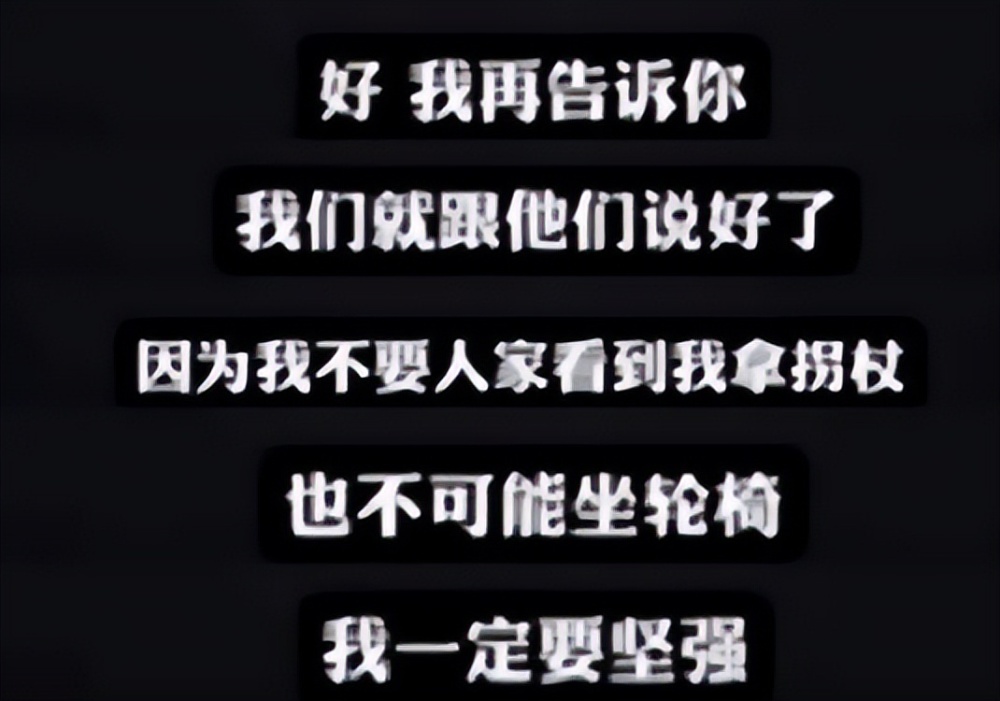 好 我再告诉你
我们就跟他们说好了
因为我不要人家看到我拿拐杖
也不可能坐轮椅
我一定要坚强